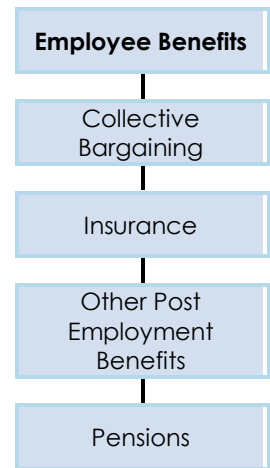 Employee Benefits
Collective
Bargaining
Insurance
Other Post
Employment
Benefits
Pensions